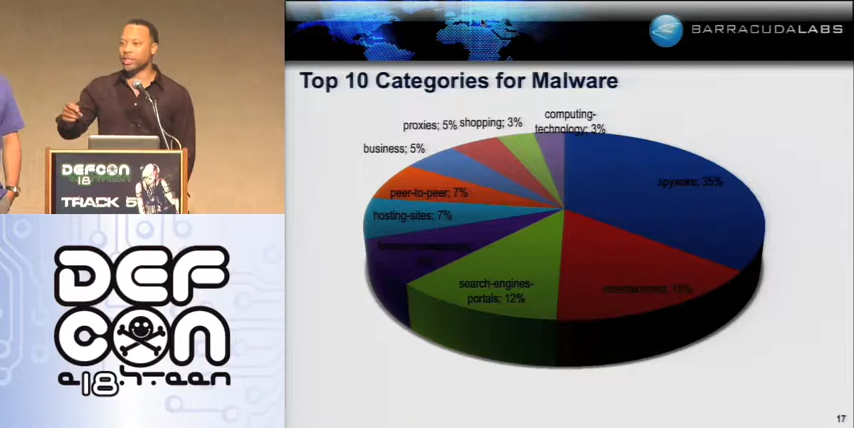 DEFCON
18
TRACK 5
DEF
CON
e18hteen
BARRACUDALABS
Top 10 Categories for Malware
computing-
technology; 3%
shopping; 3%
proxies; 5%
business; 5%
spyware; 35%
peer-to-peer; 7%
hosting-sites; 7%
search-engines-
portals; 12%
17